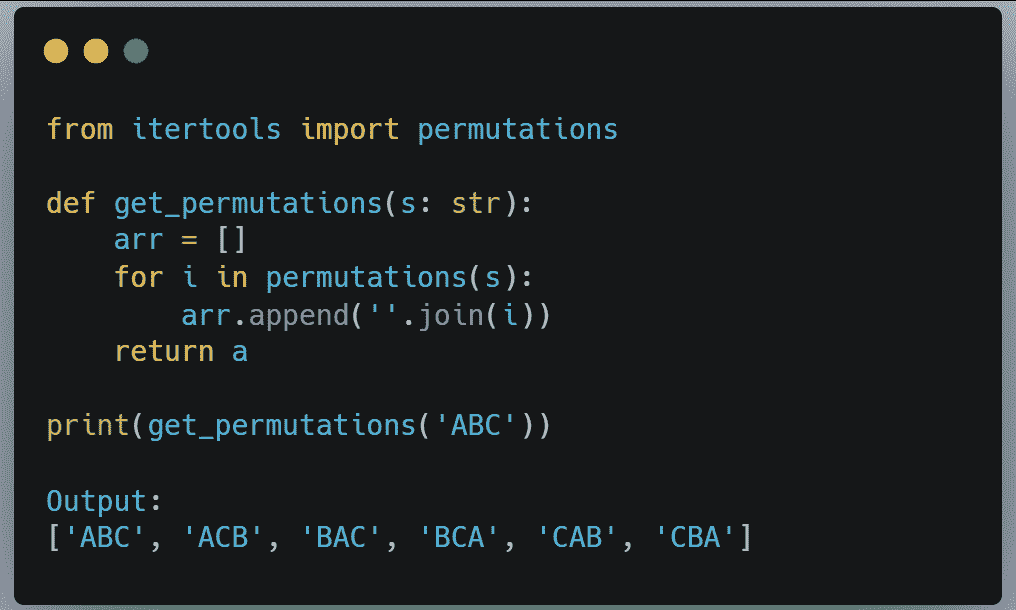 from itertools import permutations
def get_permutations(s: str):
    arr = []
    for i in permutations(s):
        arr.append(''.join(i))
    return a
print(get_permutations('ABC'))
Output:
['ABC', 'ACB', 'BAC', 'BCA', 'CAB', 'CBA']